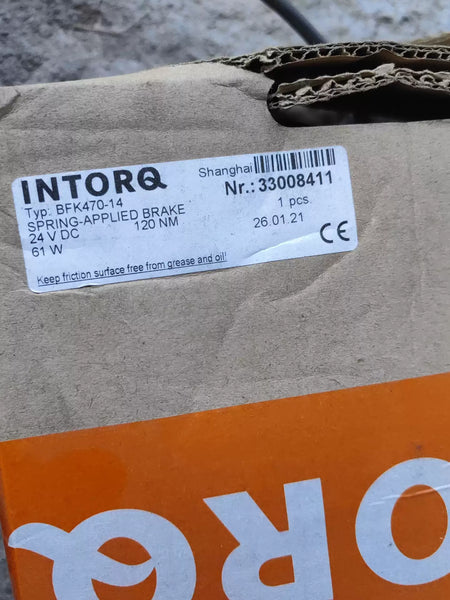 INTORQ
Shanghai
Typ: BFK470-14
Nr.: 33008411
SPRING-APPLIED BRAKE
1 pcs.
24 V DC 120 NM
26.01.21
61 W
CE
Keep friction surface free from grease and oil!
ORQ